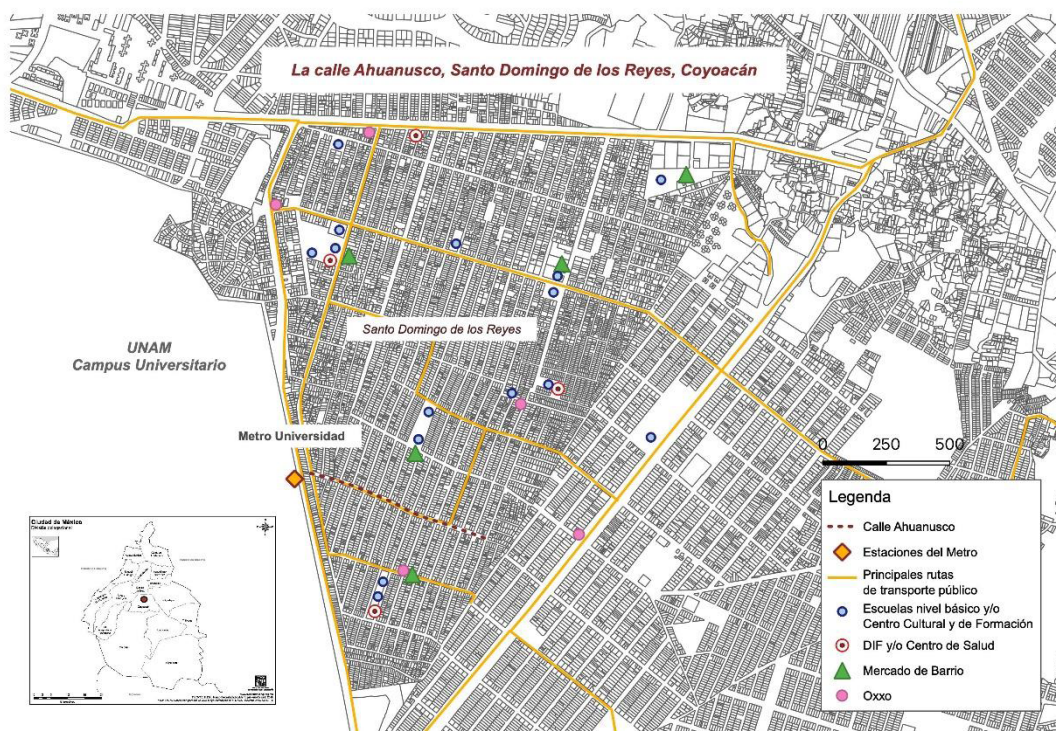 La calle Ahuanusco, Santo Domingo de los Reyes, Coyoacán
Santo Domingo de los Reyes
UNAM
Campus Universitario
Metro Universidad
0 250 500
Legenda
Calle Ahuanusco
Estaciones del Metro
Principales rutas
de transporte público
Escuelas nivel básico y/o
Centro Cultural y de Formación
DIF y/o Centro de Salud
Mercado de Barrio
Oxxo
Ciudad de México